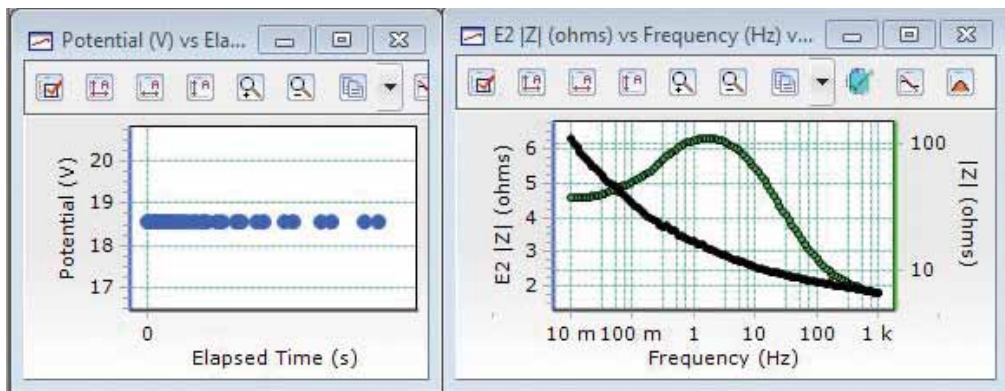 Potential (V) vs Ela...
20
19
18
17
Potential (V)
0
Elapsed Time (s)
E2 |Z| (ohms) vs Frequency (Hz) v...
6
5
4
3
2
E2 |Z| (ohms)
100
10
|Z| (ohms)
10 m 100 m 1 10 100 1 k
Frequency (Hz)